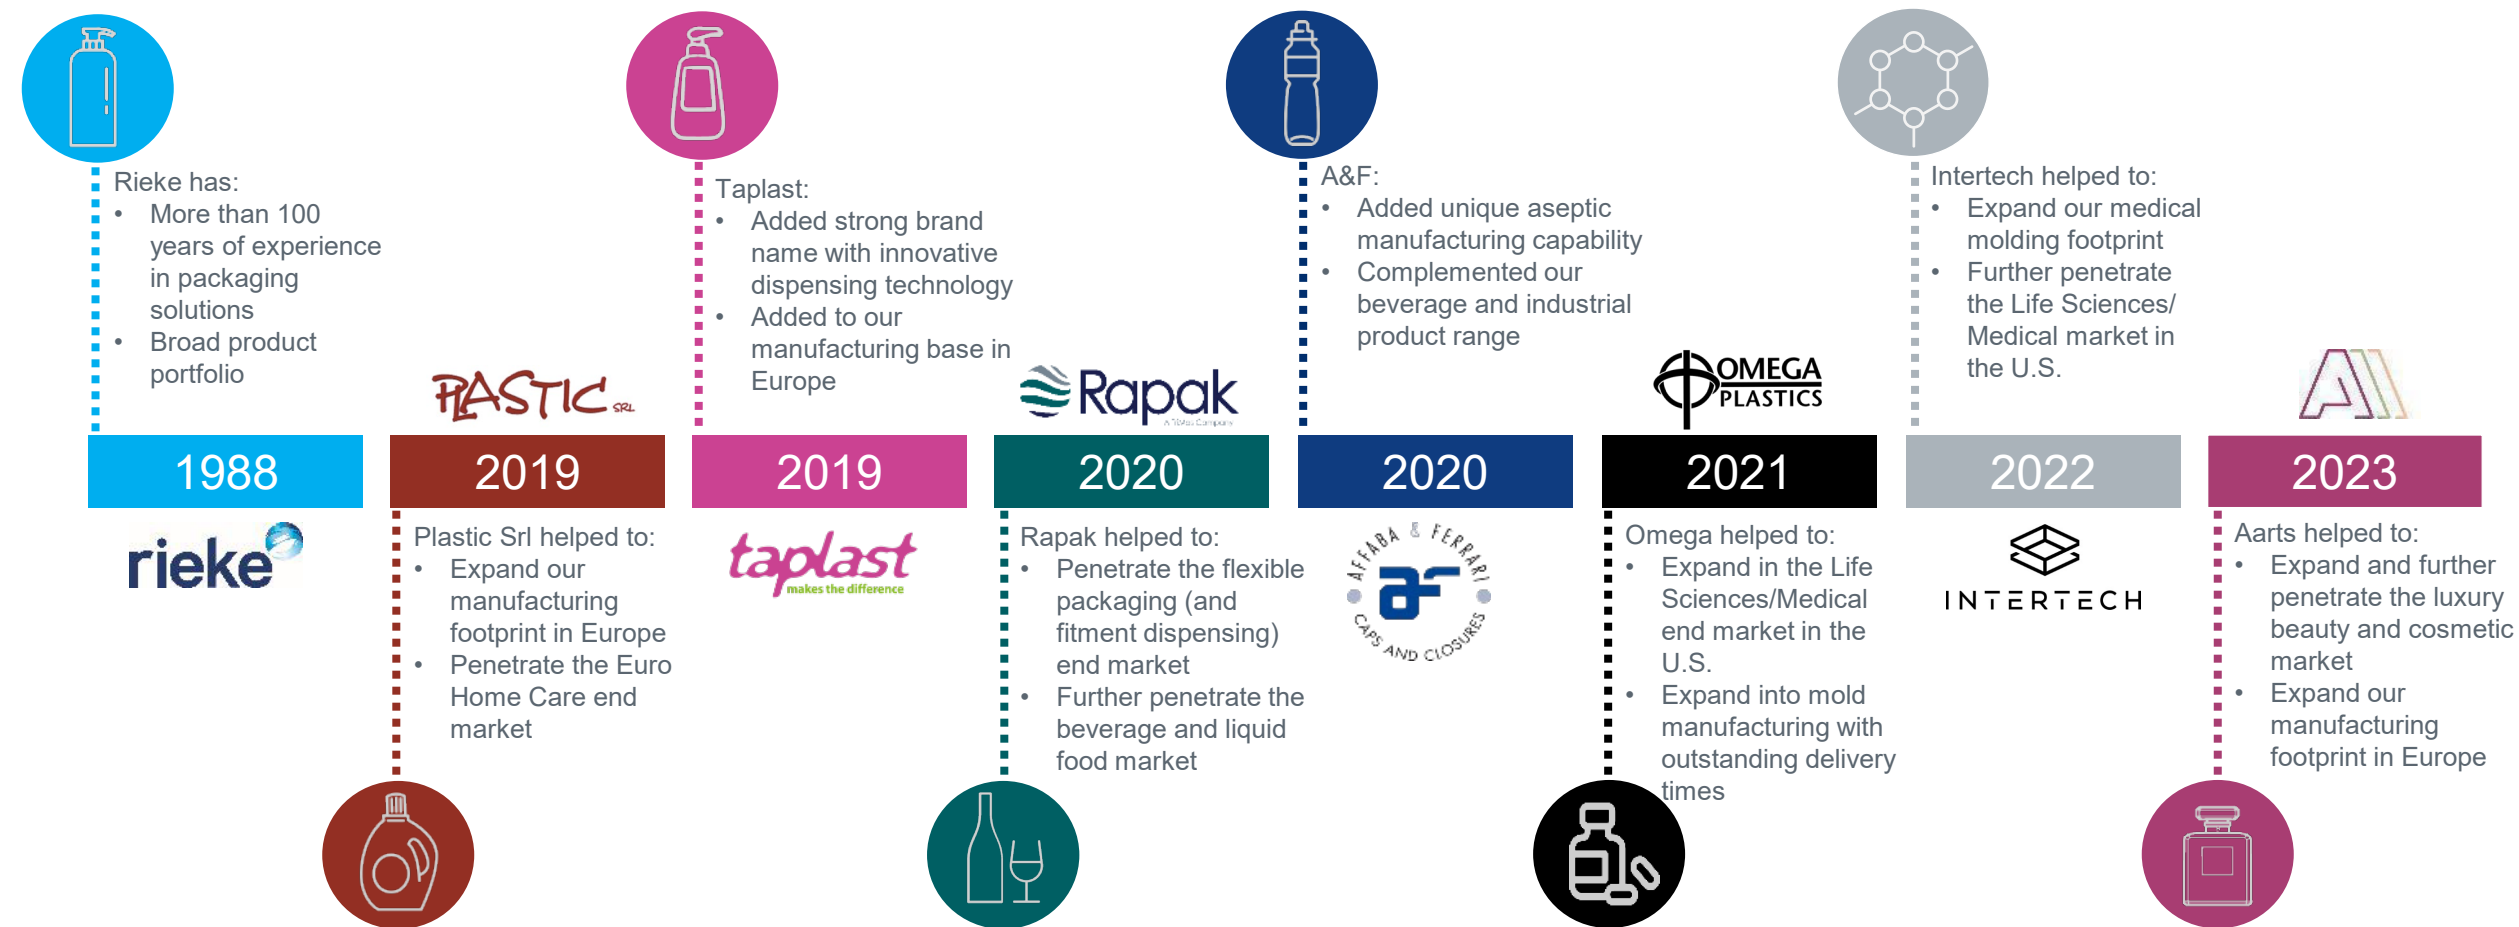 Rieke has:
• More than 100
years of experience
in packaging
solutions
• Broad product
portfolio
1988
rieke
PLASTIC SRL
2019
Plastic Srl helped to:
• Expand our
manufacturing
footprint in Europe
• Penetrate the Euro
Home Care end
market
Taplast:
• Added strong brand
name with innovative
dispensing technology
• Added to our
manufacturing base in
Europe
2019
taplast
makes the difference
Rapak
2020
Rapak helped to:
• Penetrate the flexible
packaging (and
fitment dispensing)
end market
• Further penetrate the
beverage and liquid
food market
A&F:
• Added unique aseptic
manufacturing capability
• Complemented our
beverage and industrial
product range
2020
AFFABA & FERRARI
af
CAPS AND CLOSURES
OMEGA
PLASTICS
2021
Omega helped to:
• Expand in the Life
Sciences/Medical
end market in the
U.S.
• Expand into mold
manufacturing with
outstanding delivery
times
Intertech helped to:
• Expand our medical
molding footprint
• Further penetrate
the Life Sciences/
Medical market in
the U.S.
2022
INTERTECH
2023
Aarts helped to:
• Expand and further
penetrate the luxury
beauty and cosmetic
market
• Expand our
manufacturing
footprint in Europe